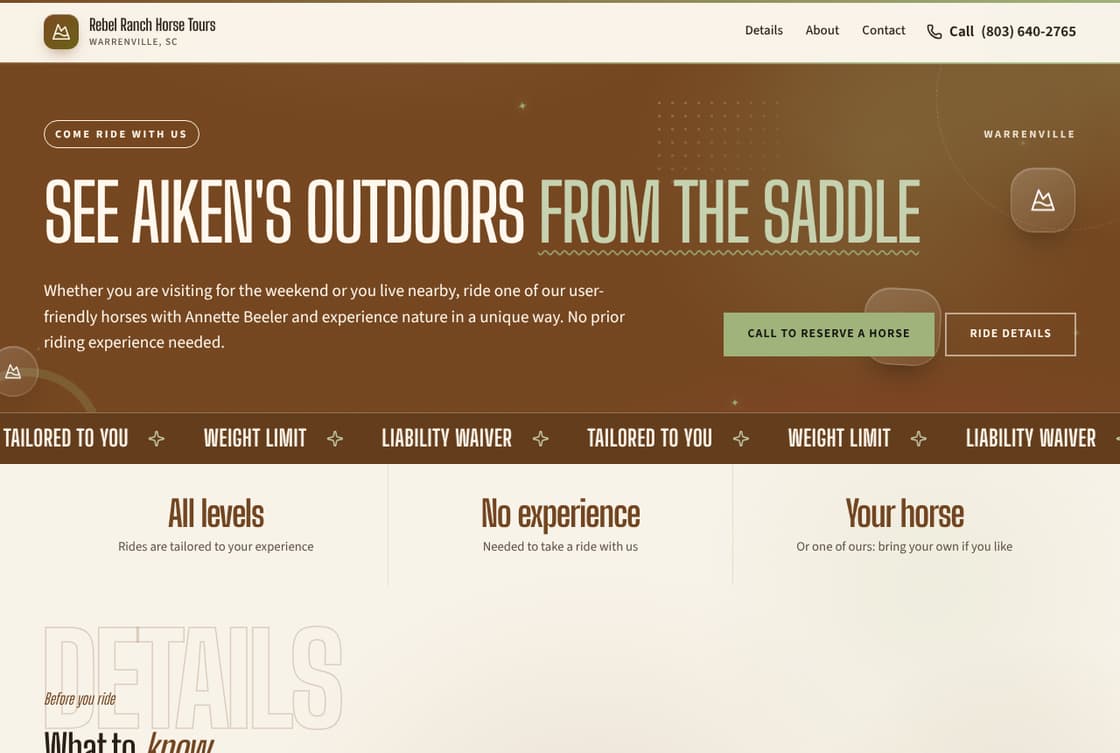 Rebel Ranch Horse Tours
WARRENVILLE, SC
Details
About
Contact
Call (803) 640-2765
COME RIDE WITH US
WARRENVILLE
SEE AIKEN'S OUTDOORS FROM THE SADDLE
Whether you are visiting for the weekend or you live nearby, ride one of our user-
friendly horses with Annette Beeler and experience nature in a unique way. No prior
riding experience needed.
CALL TO RESERVE A HORSE
RIDE DETAILS
TAILORED TO YOU
WEIGHT LIMIT
LIABILITY WAIVER
TAILORED TO YOU
WEIGHT LIMIT
LIABILITY WAIVER
All levels
Rides are tailored to your experience
No experience
Needed to take a ride with us
Your horse
Or one of ours: bring your own if you like
DETAILS
Before you ride
What to know